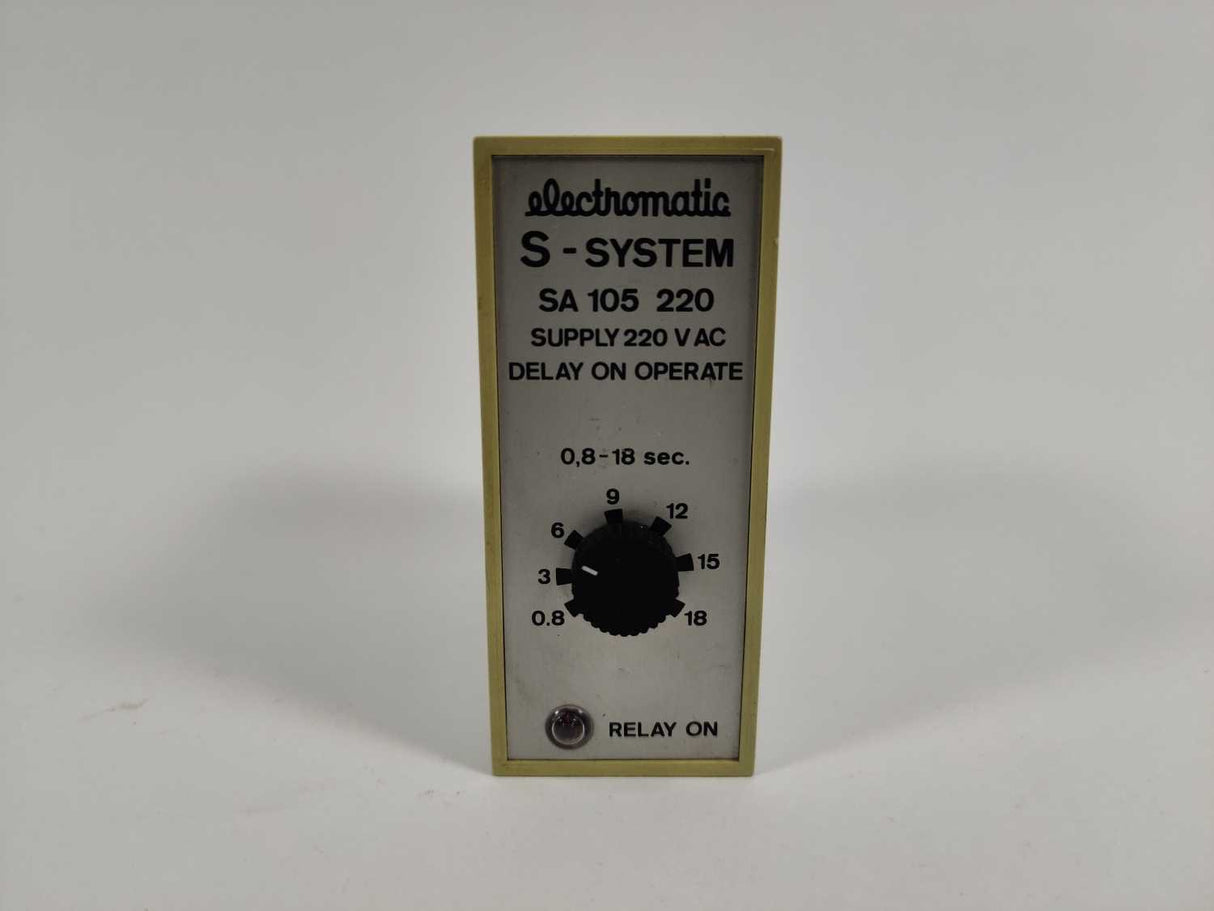 electromatic
S - SYSTEM
SA 105 220
SUPPLY 220 V AC
DELAY ON OPERATE
0,8-18 sec.
9
6 12
3 15
0.8 18
RELAY ON